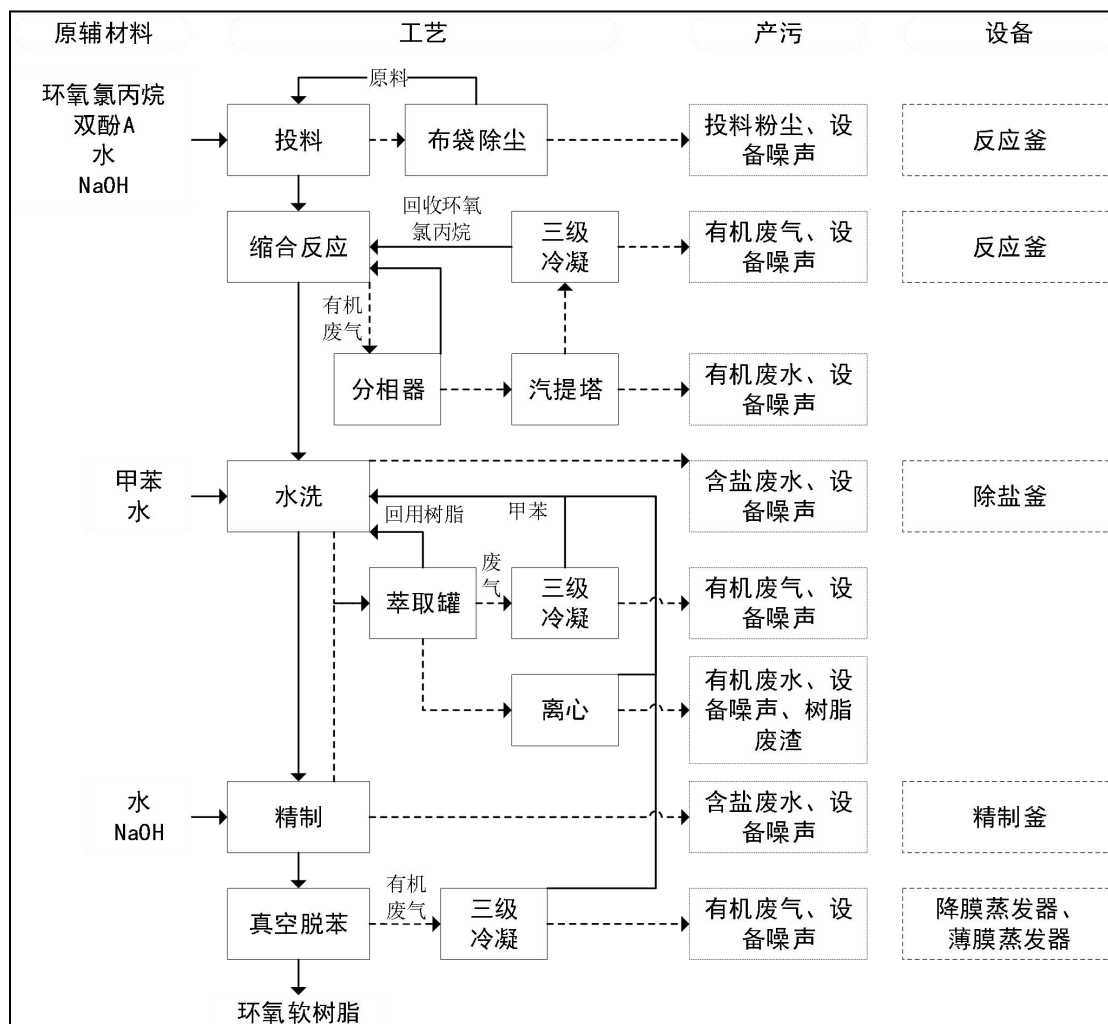 原辅材料
工艺
产污
设备
原料
环氧氯丙烷
双酚A
水
NaOH
投料
布袋除尘
投料粉尘、设
备噪声
反应釜
缩合反应
回收环氧
氯丙烷
三级
冷凝
有机废气、设
备噪声
反应釜
有机
废气
分相器
汽提塔
有机废水、设
备噪声
甲苯
水
水洗
含盐废水、设
备噪声
除盐釜
回用树脂
甲苯
萃取罐
废
气
三级
冷凝
有机废气、设
备噪声
离心
有机废水、设
备噪声、树脂
废渣
水
NaOH
精制
含盐废水、设
备噪声
精制釜
真空脱苯
有机
废气
三级
冷凝
有机废气、设
备噪声
降膜蒸发器、
薄膜蒸发器
环氧软树脂